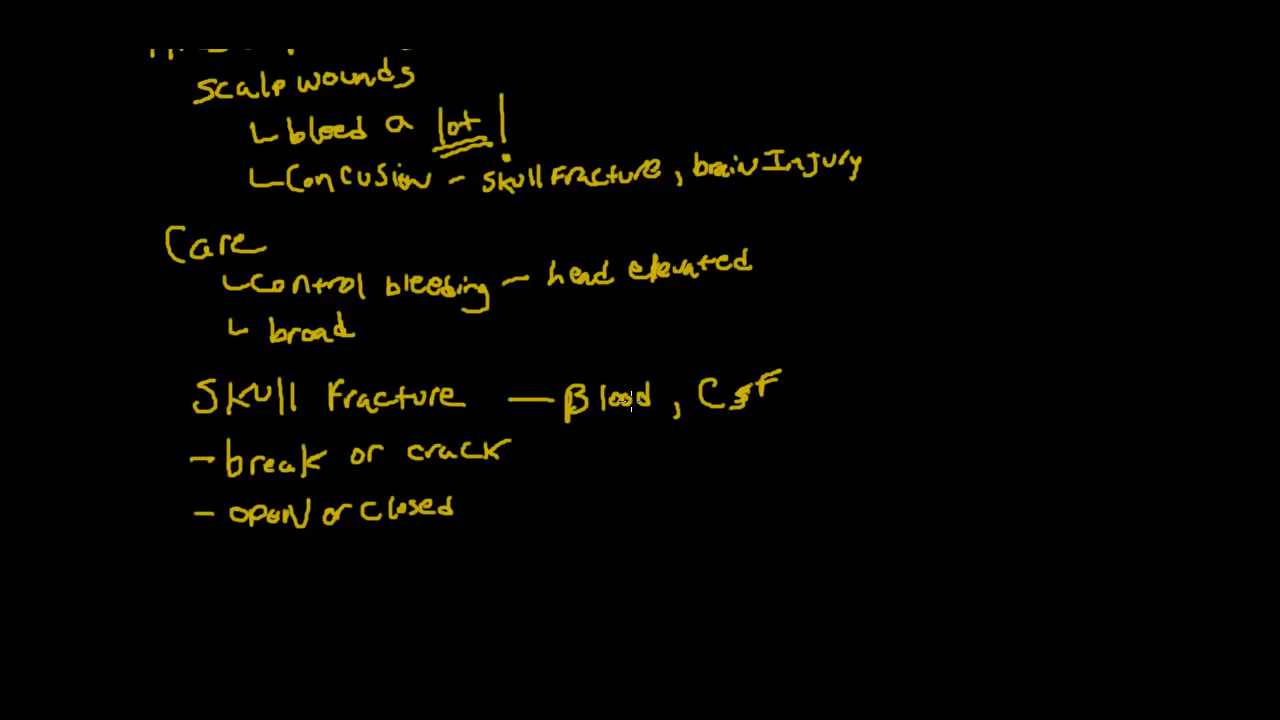 scalp wounds
bleed a lot!
Concusion - skull Fracture, brain Injury
Care
control bleeding - head elevated
broad
Skull Fracture — Blood, CSF
- break or crack
- open or closed